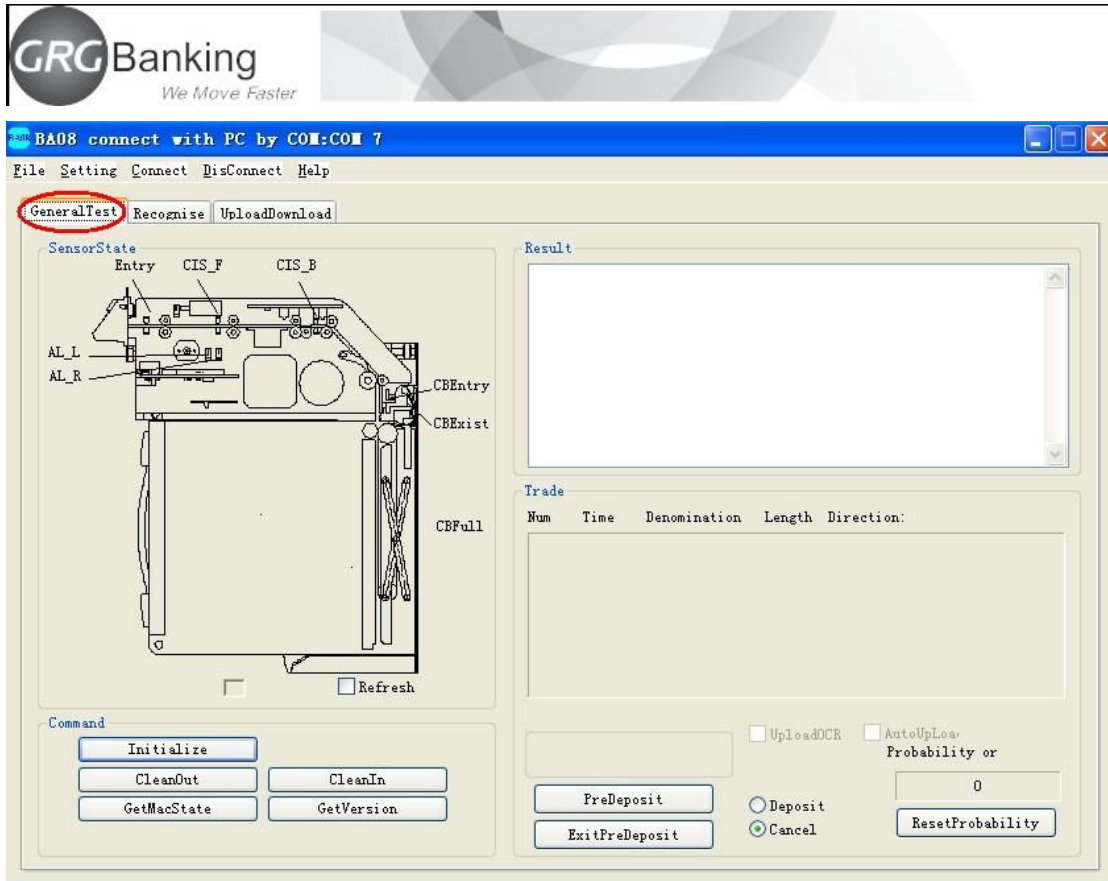 GRG Banking
We Move Faster
BA08 connect with PC by COM:COM 7
File Setting Connect DisConnect Help
GeneralTest Recognise UploadDownload
SensorState
Entry CIS_F CIS_B
AL_L
AL_R
CBEntry
CBExist
CBFull
Refresh
Command
Initialize
CleanOut CleanIn
GetMacState GetVersion
Result
Trade
Num Time Denomination Length Direction:
UploadOCR AutoUpLoa
Probability or
0
PreDeposit
Deposit
ExitPreDeposit
Cancel
ResetProbability